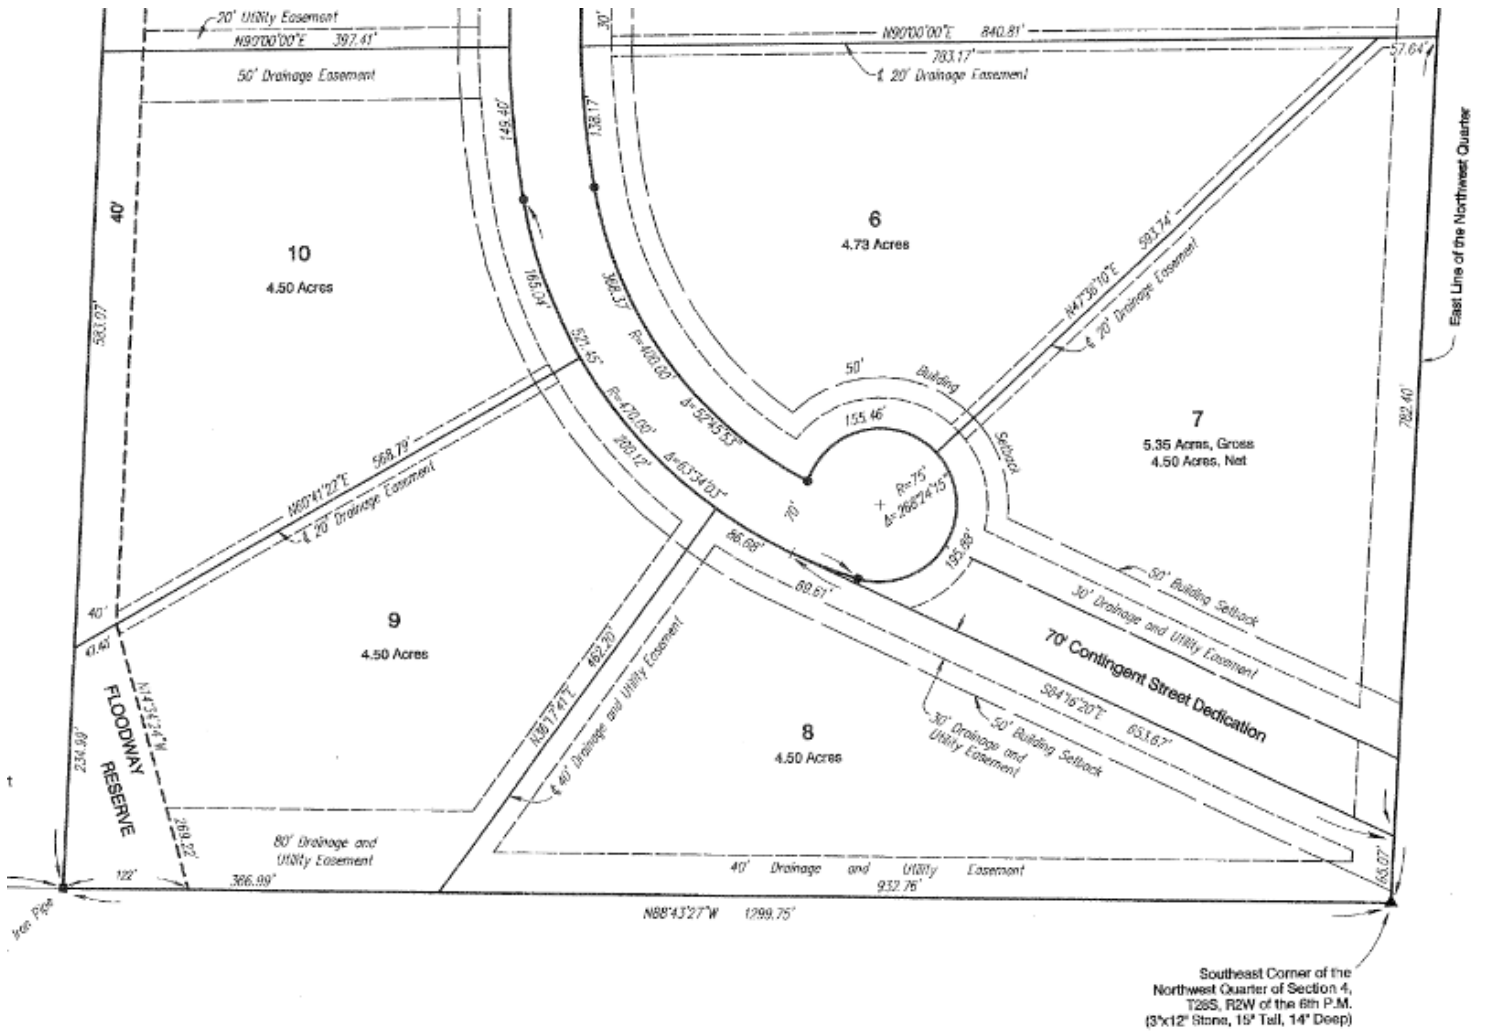 20' Utility Easement
N90°00'00"E 397.41'
50' Drainage Easement
30'
N90°00'00"E 840.81'
783.17'
℄ 20' Drainage Easement
57.64'
149.40'
138.17'
40'
10
4.50 Acres
583.07'
165.04'
368.37'
R=400.00'
Δ=52°45'53"
521.45'
R=470.00'
200.12'
Δ=63°34'03"
6
4.73 Acres
593.74'
N47°36'10"E
℄ 20' Drainage Easement
East Line of the Northwest Quarter
782.40'
7
5.35 Acres, Gross
4.50 Acres, Net
50'
Building
Setback
155.46'
R=75'
Δ=268°24'15"
70'
195.88'
568.79'
N60°41'22"E
℄ 20' Drainage Easement
40'
47.43'
86.68'
69.61'
50' Building Setback
30' Drainage and Utility Easement
70' Contingent Street Dedication
S64°16'20"E 653.67'
9
4.50 Acres
462.20'
N36°17'41"E
℄ 40' Drainage and Utility Easement
FLOODWAY
RESERVE
N14°34'24"W
269.22'
234.99'
8
4.50 Acres
30' Drainage and
Utility Easement
50' Building Setback
80' Drainage and
Utility Easement
40' Drainage and Utility Easement
122'
366.99'
932.76'
65.07'
N88°43'27"W 1299.75'
Iron Pipe
t
Southeast Corner of the
Northwest Quarter of Section 4,
T28S, R2W of the 6th P.M.
(3"x12" Stone, 15" Tall, 14" Deep)